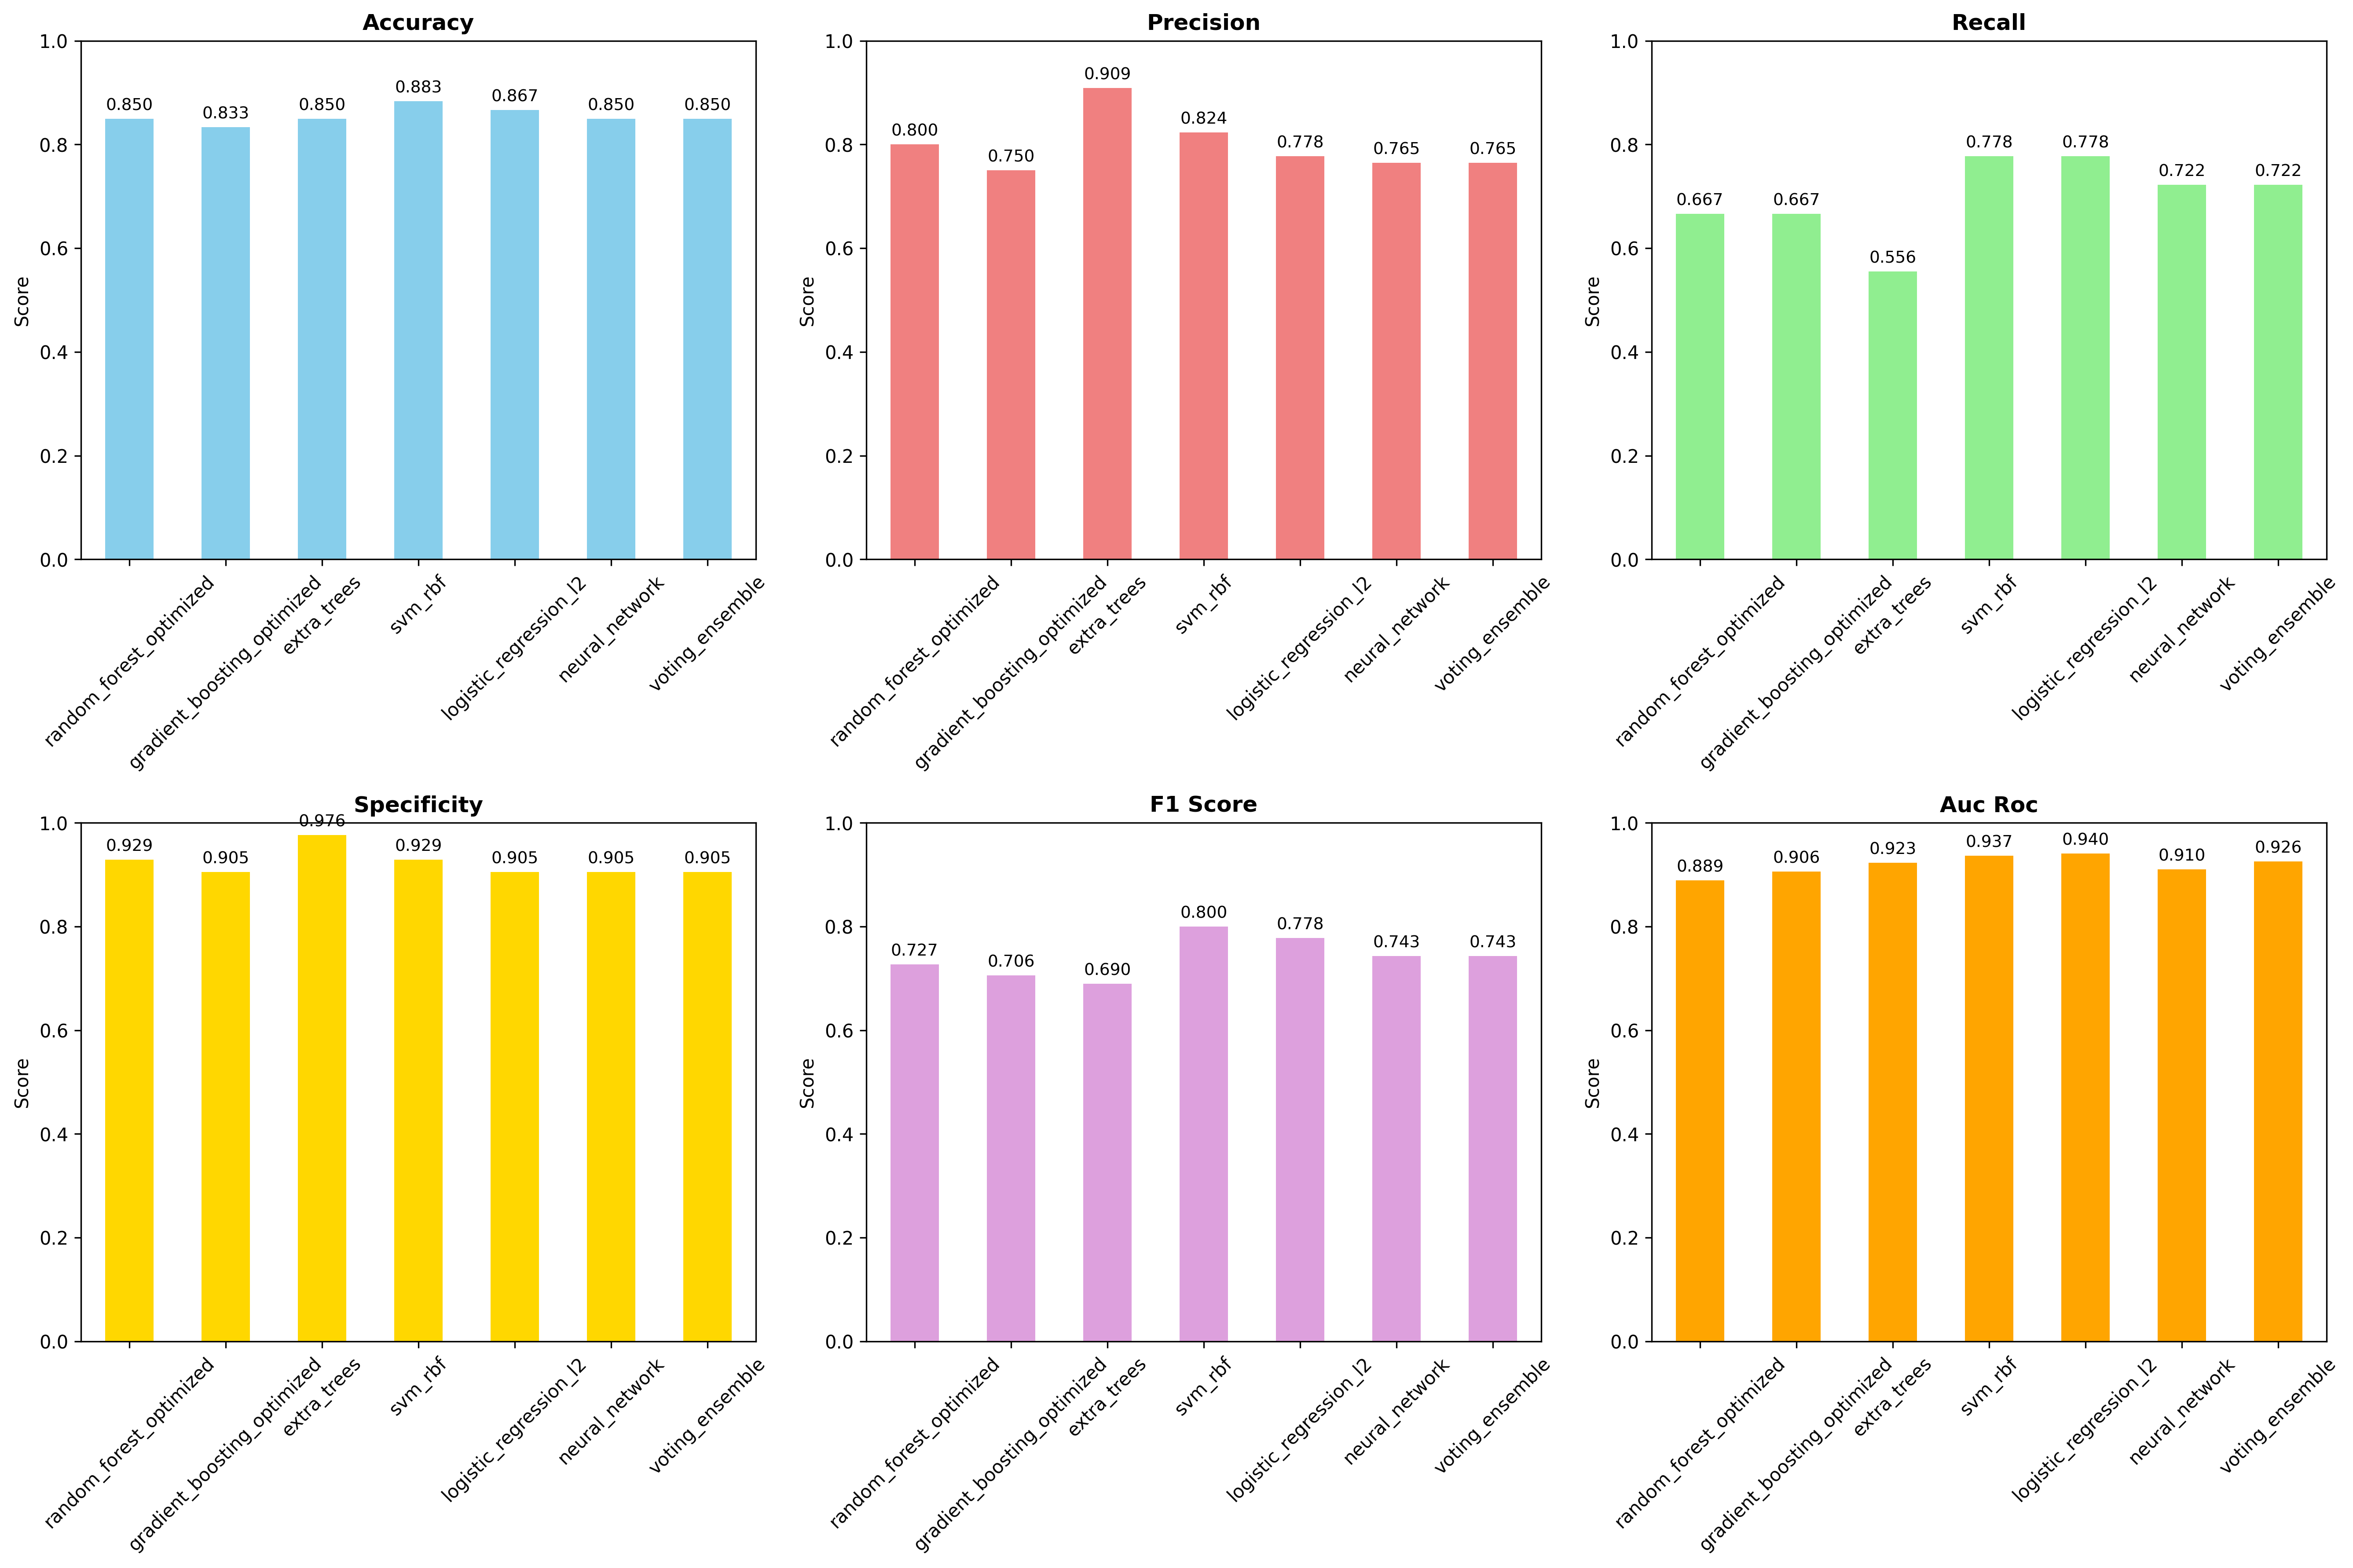 Accuracy
Score
1.0
0.8
0.6
0.4
0.2
0.0
0.850
0.833
0.850
0.883
0.867
0.850
0.850
random_forest_optimized
gradient_boosting_optimized
extra_trees
svm_rbf
logistic_regression_l2
neural_network
voting_ensemble
Precision
Score
1.0
0.8
0.6
0.4
0.2
0.0
0.800
0.750
0.909
0.824
0.778
0.765
0.765
random_forest_optimized
gradient_boosting_optimized
extra_trees
svm_rbf
logistic_regression_l2
neural_network
voting_ensemble
Recall
Score
1.0
0.8
0.6
0.4
0.2
0.0
0.667
0.667
0.556
0.778
0.778
0.722
0.722
random_forest_optimized
gradient_boosting_optimized
extra_trees
svm_rbf
logistic_regression_l2
neural_network
voting_ensemble
Specificity
Score
1.0
0.8
0.6
0.4
0.2
0.0
0.929
0.905
0.976
0.929
0.905
0.905
0.905
random_forest_optimized
gradient_boosting_optimized
extra_trees
svm_rbf
logistic_regression_l2
neural_network
voting_ensemble
F1 Score
Score
1.0
0.8
0.6
0.4
0.2
0.0
0.727
0.706
0.690
0.800
0.778
0.743
0.743
random_forest_optimized
gradient_boosting_optimized
extra_trees
svm_rbf
logistic_regression_l2
neural_network
voting_ensemble
Auc Roc
Score
1.0
0.8
0.6
0.4
0.2
0.0
0.889
0.906
0.923
0.937
0.940
0.910
0.926
random_forest_optimized
gradient_boosting_optimized
extra_trees
svm_rbf
logistic_regression_l2
neural_network
voting_ensemble